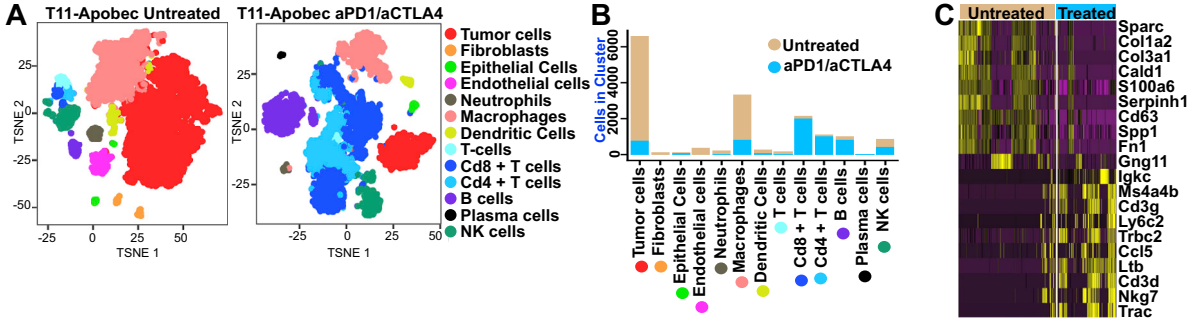 A
T11-Apobec Untreated
T11-Apobec aPD1/aCTLA4
TSNE 2
25
0
-25
-50
-25
0
25
50
TSNE 1
TSNE 2
25
0
-25
-25
0
25
50
TSNE 1
Tumor cells
Fibroblasts
Epithelial Cells
Endothelial cells
Neutrophils
Macrophages
Dendritic Cells
T-cells
Cd8 + T cells
Cd4 + T cells
B cells
Plasma cells
NK cells
B
Cells in Cluster
6000
4000
2000
0
Untreated
aPD1/aCTLA4
Tumor cells
Fibroblasts
Epithelial Cells
Endothelial cells
Neutrophils
Macrophages
Dendritic Cells
T cells
Cd8 + T cells
Cd4 + T cells
B cells
Plasma cells
NK cells
C
Untreated
Treated
Sparc
Col1a2
Col3a1
Cald1
S100a6
Serpinh1
Cd63
Spp1
Fn1
Gng11
Igkc
Ms4a4b
Cd3g
Ly6c2
Trbc2
Ccl5
Ltb
Cd3d
Nkg7
Trac